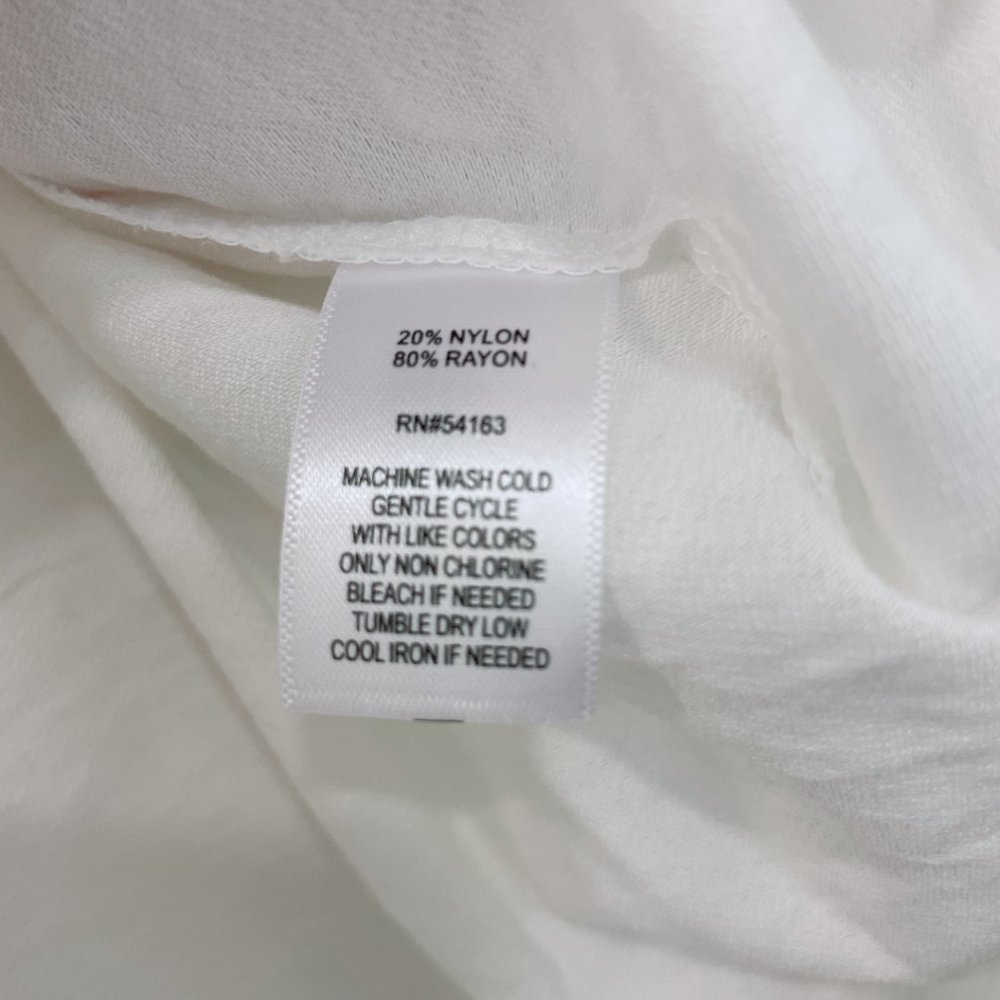 20% NYLON
80% RAYON
RN#54163
MACHINE WASH COLD
GENTLE CYCLE
WITH LIKE COLORS
ONLY NON CHLORINE
BLEACH IF NEEDED
TUMBLE DRY LOW
COOL IRON IF NEEDED